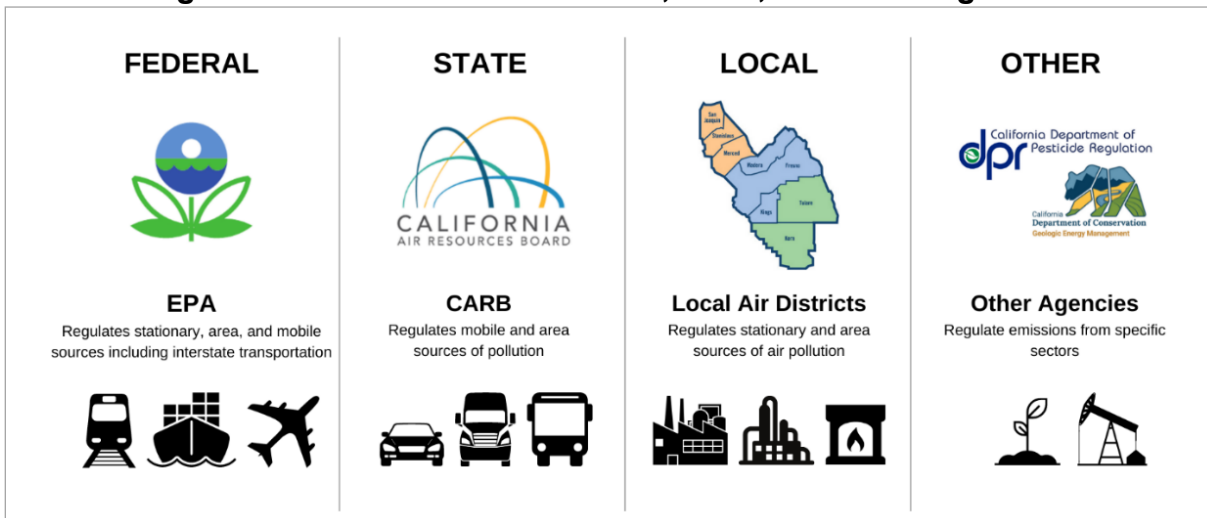 FEDERAL
STATE
LOCAL
OTHER
CALIFORNIA
AIR RESOURCES BOARD
San
Joaquin
Stanislaus
Merced
Madera
Fresno
Kings
Tulare
Kern
dpr
California Department of
Pesticide Regulation
California
Department of Conservation
Geologic Energy Management
EPA
Regulates stationary, area, and mobile
sources including interstate transportation
CARB
Regulates mobile and area
sources of pollution
Local Air Districts
Regulates stationary and area
sources of air pollution
Other Agencies
Regulate emissions from specific
sectors